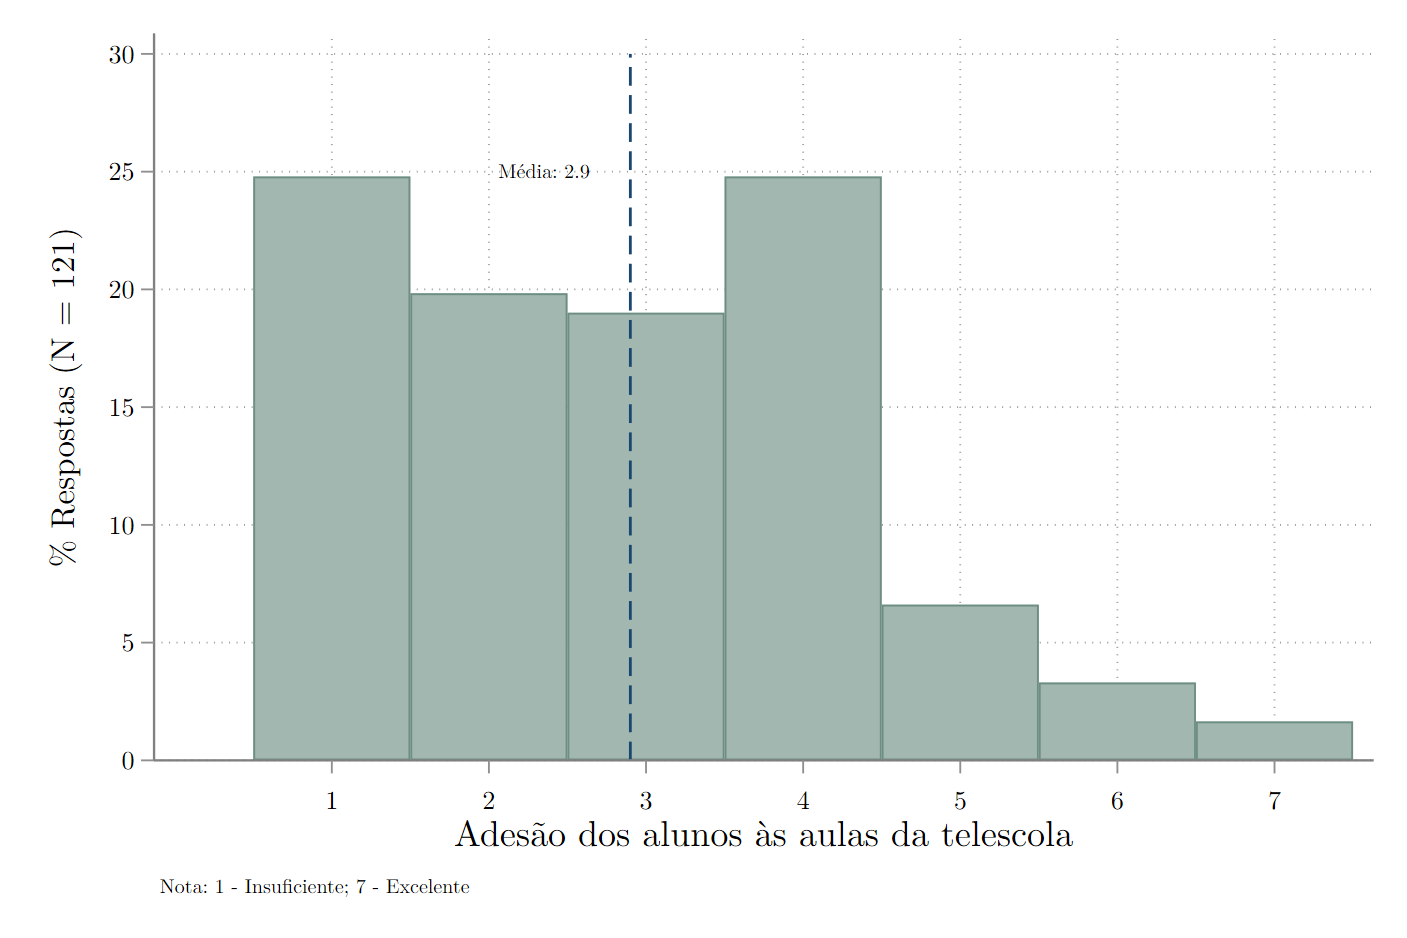 30
25
Média: 2.9
20
15
10
5
0
% Respostas (N = 121)
1 2 3 4 5 6 7
Adesão dos alunos às aulas da telescola
Nota: 1 - Insuficiente; 7 - Excelente